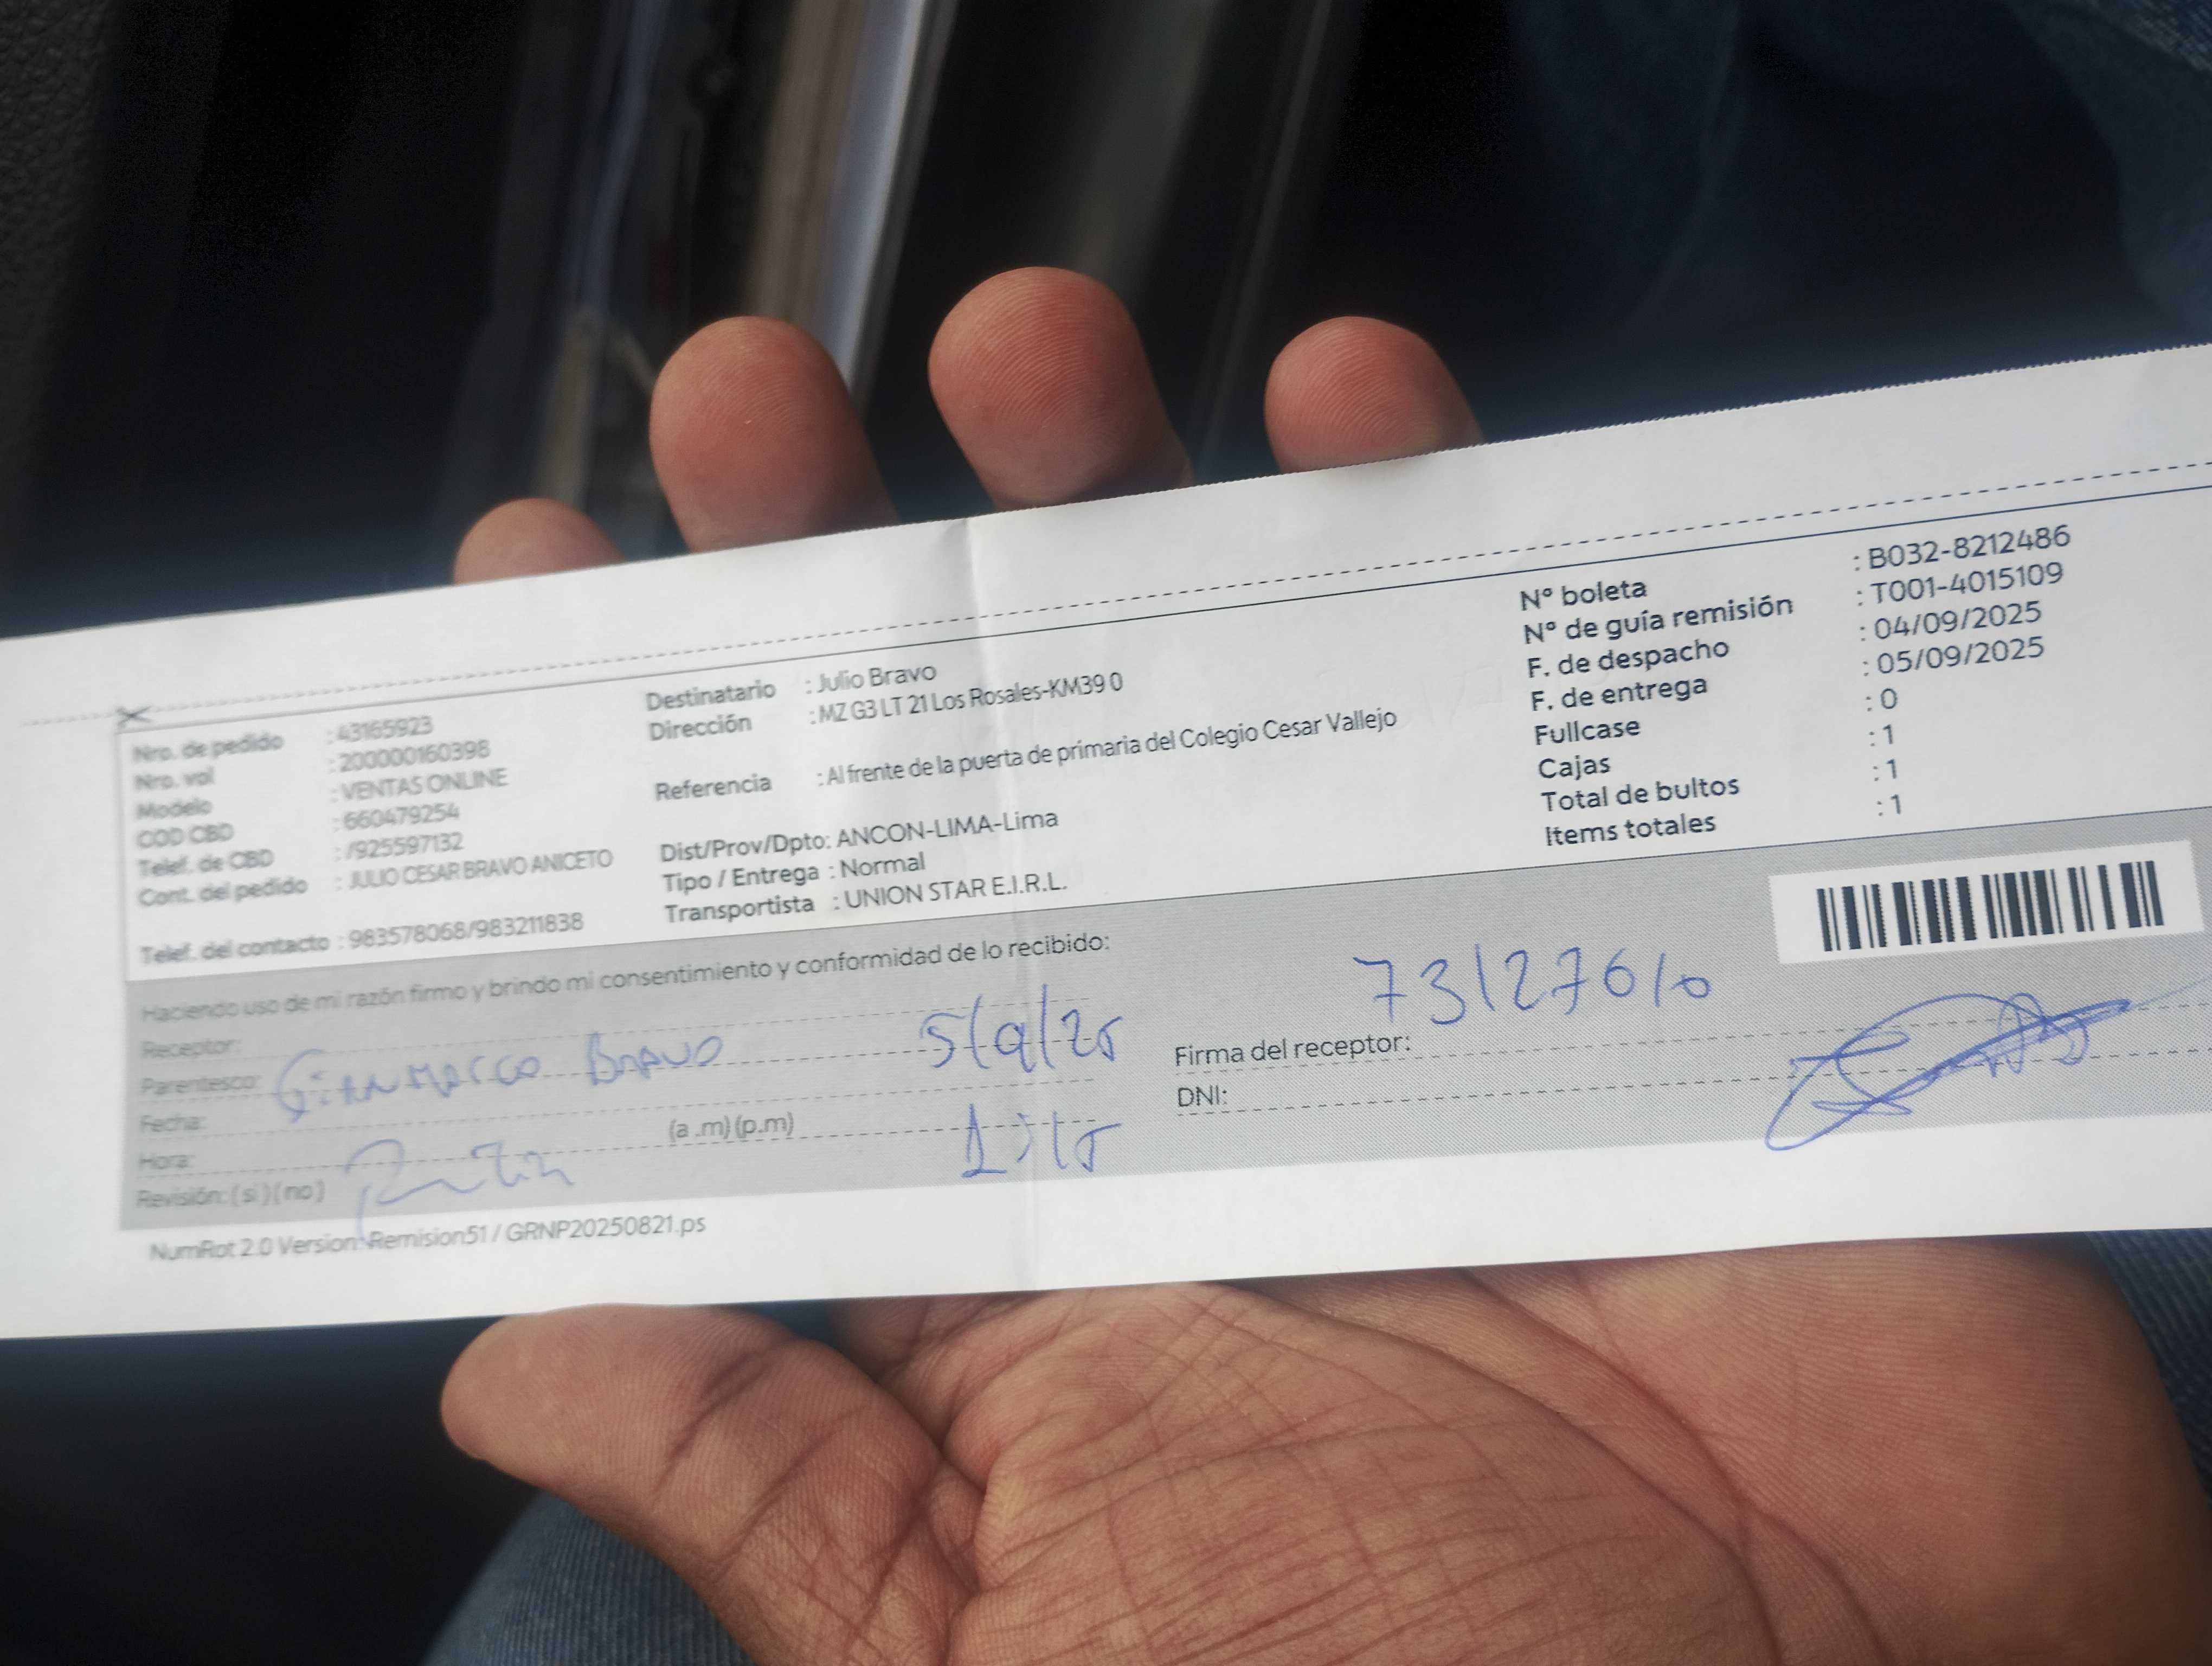 Nro. de pedido : 43165923
Nro. vol : 200000160398
Modelo : VENTAS ONLINE
COD CBD : 660479254
Telef. de CBD : /925597132
Cont. del pedido : JULIO CESAR BRAVO ANICETO
Telef. del contacto : 983578068/983211838
Destinatario : Julio Bravo
Dirección : MZ G3 LT 21 Los Rosales-KM39 0
Referencia : Al frente de la puerta de primaria del Colegio Cesar Vallejo
Dist/Prov/Dpto: ANCON-LIMA-Lima
Tipo / Entrega : Normal
Transportista : UNION STAR E.I.R.L.
N° boleta : B032-8212486
N° de guía remisión : T001-4015109
F. de despacho : 04/09/2025
F. de entrega : 05/09/2025
Fullcase : 0
Cajas : 1
Total de bultos : 1
Items totales : 1
Haciendo uso de mi razón firmo y brindo mi consentimiento y conformidad de lo recibido:
Receptor:
Parentesco: Gianmarco Bravo 5/9/25
Fecha:
Hora: (a .m) (p.m)
Revisión: ( si ) ( no )
73127610
Firma del receptor:
DNI:
NumRot 2.0 Version: Remision51 / GRNP20250821.ps